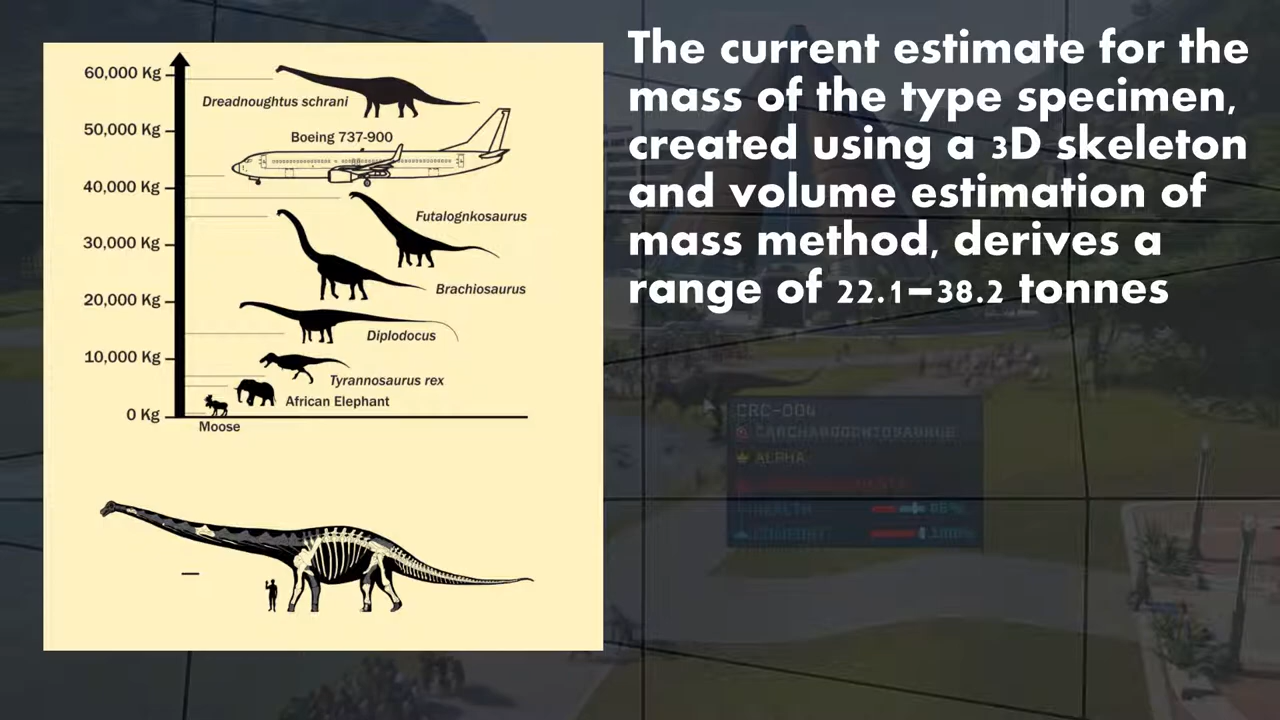 60,000 Kg
Dreadnoughtus schrani
50,000 Kg
Boeing 737-900
40,000 Kg
Futalognkosaurus
30,000 Kg
Brachiosaurus
20,000 Kg
Diplodocus
10,000 Kg
Tyrannosaurus rex
African Elephant
0 Kg
Moose
The current estimate for the
mass of the type specimen,
created using a 3D skeleton
and volume estimation of
mass method, derives a
range of 22.1–38.2 tonnes
CRC-004
ALPHA
HEALTH